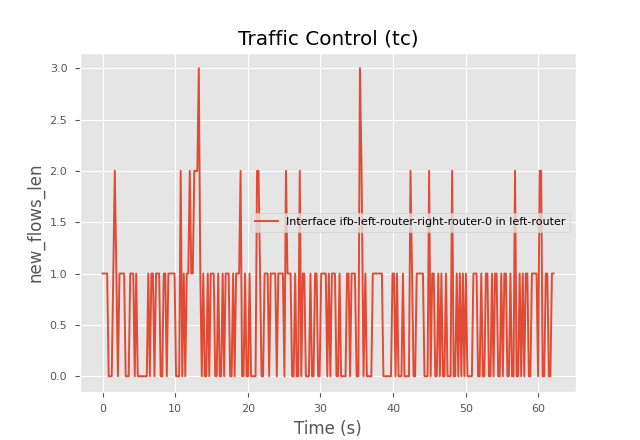 Traffic Control (tc)
3.0
2.5
2.0
1.5
1.0
0.5
0.0
new_flows_len
Interface ifb-left-router-right-router-0 in left-router
0 10 20 30 40 50 60
Time (s)